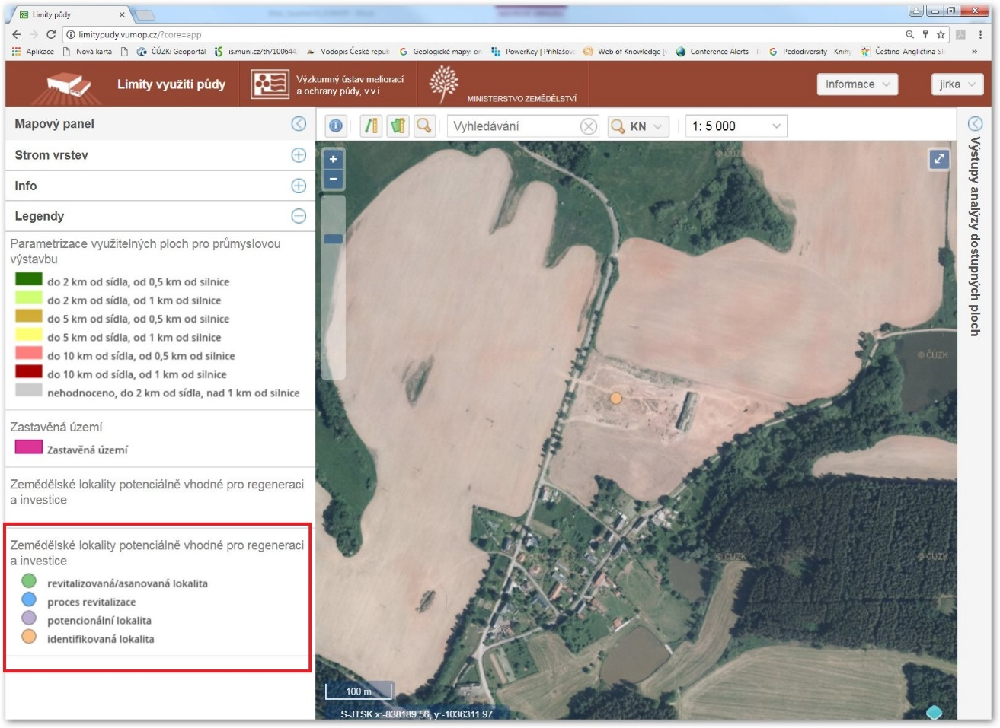 Limity půdy
limitypudy.vumop.cz/?core=app
Aplikace
Nová karta
ČÚZK: Geoportál
is.muni.cz/th/100644
Vodopis České repub
Geologické mapy: on
PowerKey | Přihlašova
Web of Knowledge [v
Conference Alerts - T
Pedodiversity - Knihy
Čeština-Angličtina Sl
»
Limity využití půdy
Výzkumný ústav meliorací
a ochrany půdy, v.v.i.
MINISTERSTVO ZEMĚDĚLSTVÍ
Informace
jirka
Mapový panel
Strom vrstev
Info
Legendy
Parametrizace využitelných ploch pro průmyslovou
výstavbu
do 2 km od sídla, od 0,5 km od silnice
do 2 km od sídla, od 1 km od silnice
do 5 km od sídla, od 0,5 km od silnice
do 5 km od sídla, od 1 km od silnice
do 10 km od sídla, od 0,5 km od silnice
do 10 km od sídla, od 1 km od silnice
nehodnoceno, do 2 km od sídla, nad 1 km od silnice
Zastavěná území
Zastavěná území
Zemědělské lokality potenciálně vhodné pro regeneraci
a investice
Zemědělské lokality potenciálně vhodné pro regeneraci
a investice
revitalizovaná/asanovaná lokalita
proces revitalizace
potencionální lokalita
identifikovaná lokalita
Vyhledávání
KN
1: 5 000
+
−
© ČÚZK
© ČÚZK
© ČÚZK
100 m
S-JTSK x:-838189.56, y:-1036311.97
Výstupy analýzy dostupných ploch